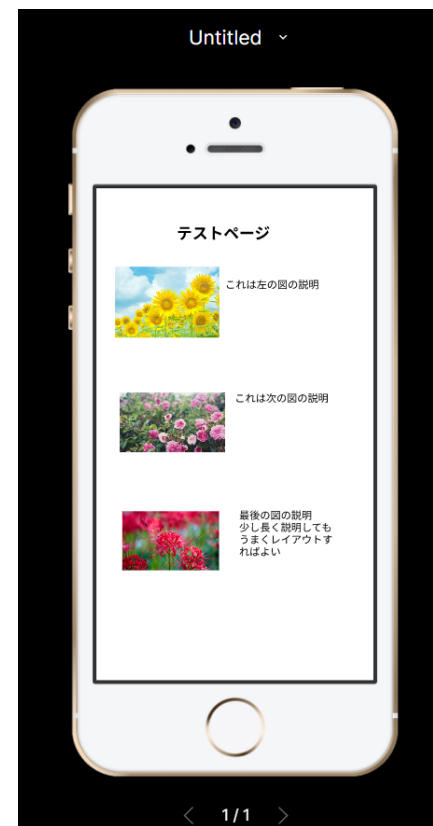 Untitled
テストページ
これは左の図の説明
これは次の図の説明
最後の図の説明
少し長く説明しても
うまくレイアウトす
ればよい
1/1